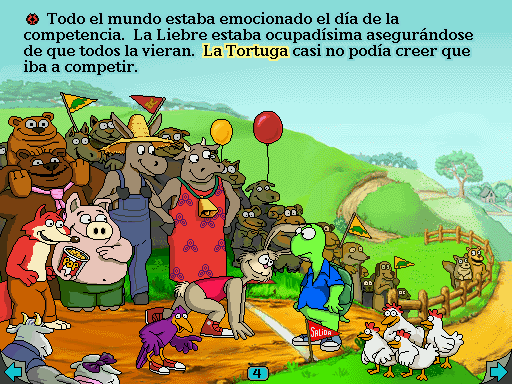 Todo el mundo estaba emocionado el día de la
competencia. La Liebre estaba ocupadísima asegurándose
de que todos la vieran. La Tortuga casi no podía creer que
iba a competir.
SALIDA
4